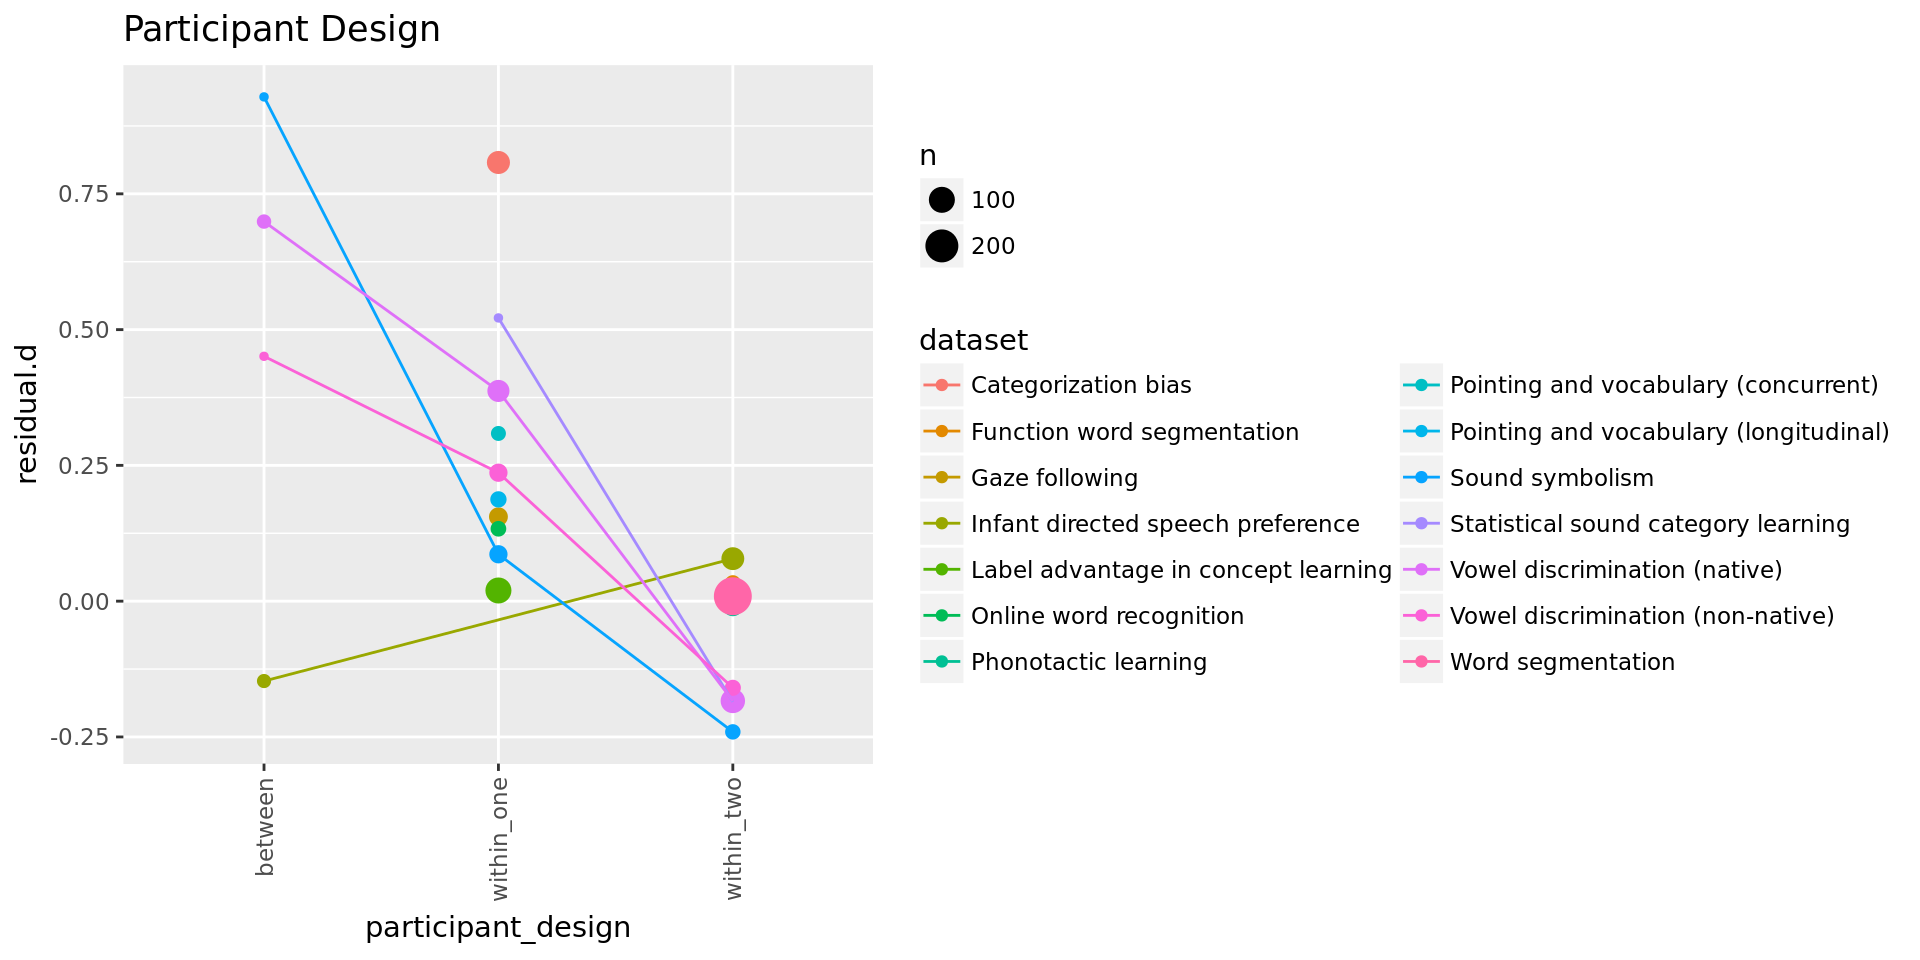 Participant Design
residual.d
0.75
0.50
0.25
0.00
-0.25
between
within_one
within_two
participant_design
n
100
200
dataset
Categorization bias
Function word segmentation
Gaze following
Infant directed speech preference
Label advantage in concept learning
Online word recognition
Phonotactic learning
Pointing and vocabulary (concurrent)
Pointing and vocabulary (longitudinal)
Sound symbolism
Statistical sound category learning
Vowel discrimination (native)
Vowel discrimination (non-native)
Word segmentation